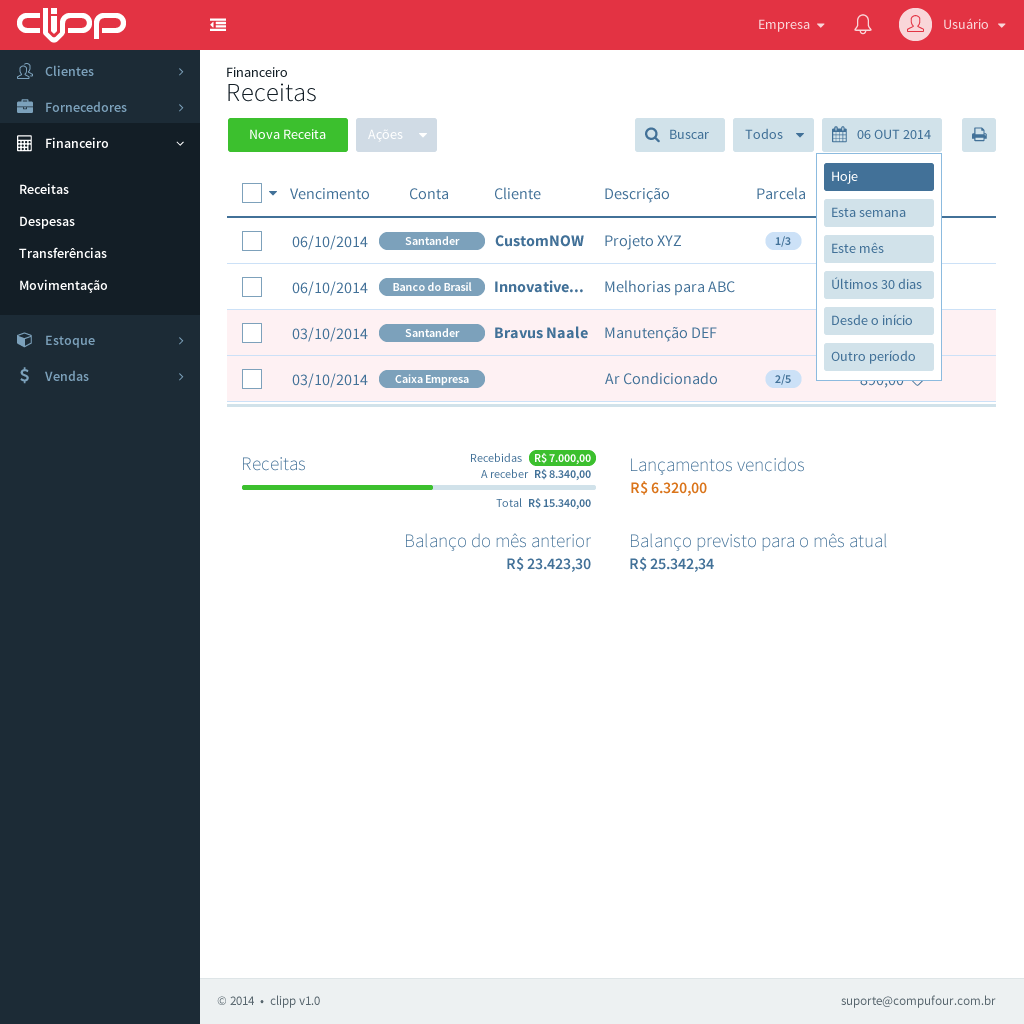 clipp
Empresa
Usuário
Clientes
Fornecedores
Financeiro
Receitas
Despesas
Transferências
Movimentação
Estoque
Vendas
Financeiro
Receitas
Nova Receita Ações Buscar Todos 06 OUT 2014
Hoje
Esta semana
Este mês
Últimos 30 dias
Desde o início
Outro período
Vencimento Conta Cliente Descrição Parcela
06/10/2014 Santander CustomNOW Projeto XYZ 1/3
06/10/2014 Banco do Brasil Innovative... Melhorias para ABC
03/10/2014 Santander Bravus Naale Manutenção DEF
03/10/2014 Caixa Empresa Ar Condicionado 2/5
Receitas
Recebidas R$ 7.000,00
A receber R$ 8.340,00
Total R$ 15.340,00
Lançamentos vencidos
R$ 6.320,00
Balanço do mês anterior
R$ 23.423,30
Balanço previsto para o mês atual
R$ 25.342,34
© 2014 • clipp v1.0
suporte@compufour.com.br